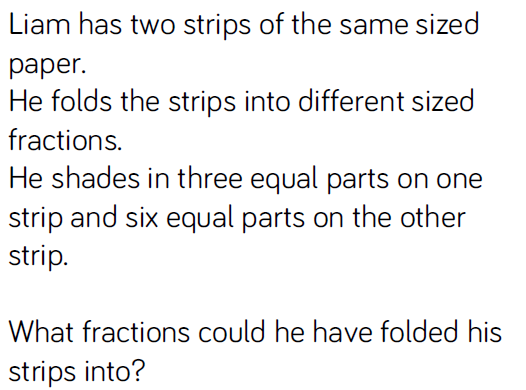 Liam has two strips of the same sized
paper.
He folds the strips into different sized
fractions.
He shades in three equal parts on one
strip and six equal parts on the other
strip.
What fractions could he have folded his
strips into?